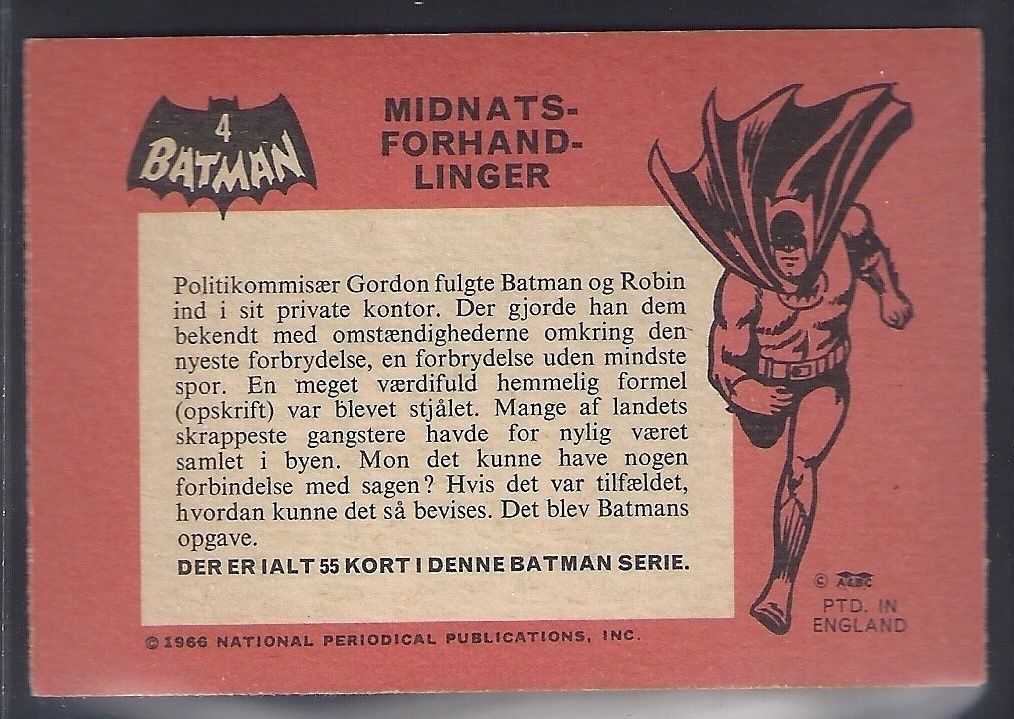 4
BATMAN
MIDNATS-
FORHAND-
LINGER
Politikommisær Gordon fulgte Batman og Robin
ind i sit private kontor. Der gjorde han dem
bekendt med omstændighederne omkring den
nyeste forbrydelse, en forbrydelse uden mindste
spor. En meget værdifuld hemmelig formel
(opskrift) var blevet stjålet. Mange af landets
skrappeste gangstere havde for nylig været
samlet i byen. Mon det kunne have nogen
forbindelse med sagen? Hvis det var tilfældet,
hvordan kunne det så bevises. Det blev Batmans
opgave.
DER ER IALT 55 KORT I DENNE BATMAN SERIE.
© A&BC
PTD. IN
ENGLAND
© 1966 NATIONAL PERIODICAL PUBLICATIONS, INC.